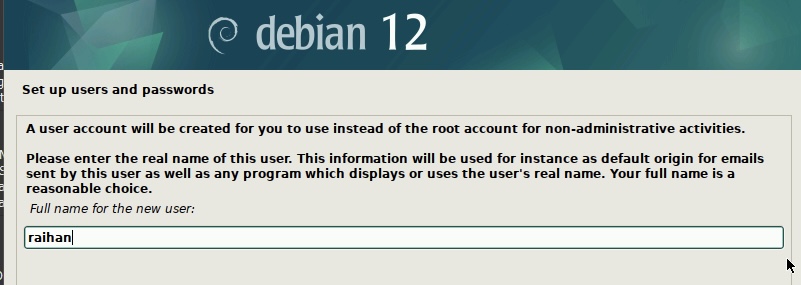 debian 12
Set up users and passwords
A user account will be created for you to use instead of the root account for non-administrative activities.
Please enter the real name of this user. This information will be used for instance as default origin for emails
sent by this user as well as any program which displays or uses the user's real name. Your full name is a
reasonable choice.
Full name for the new user:
raihan